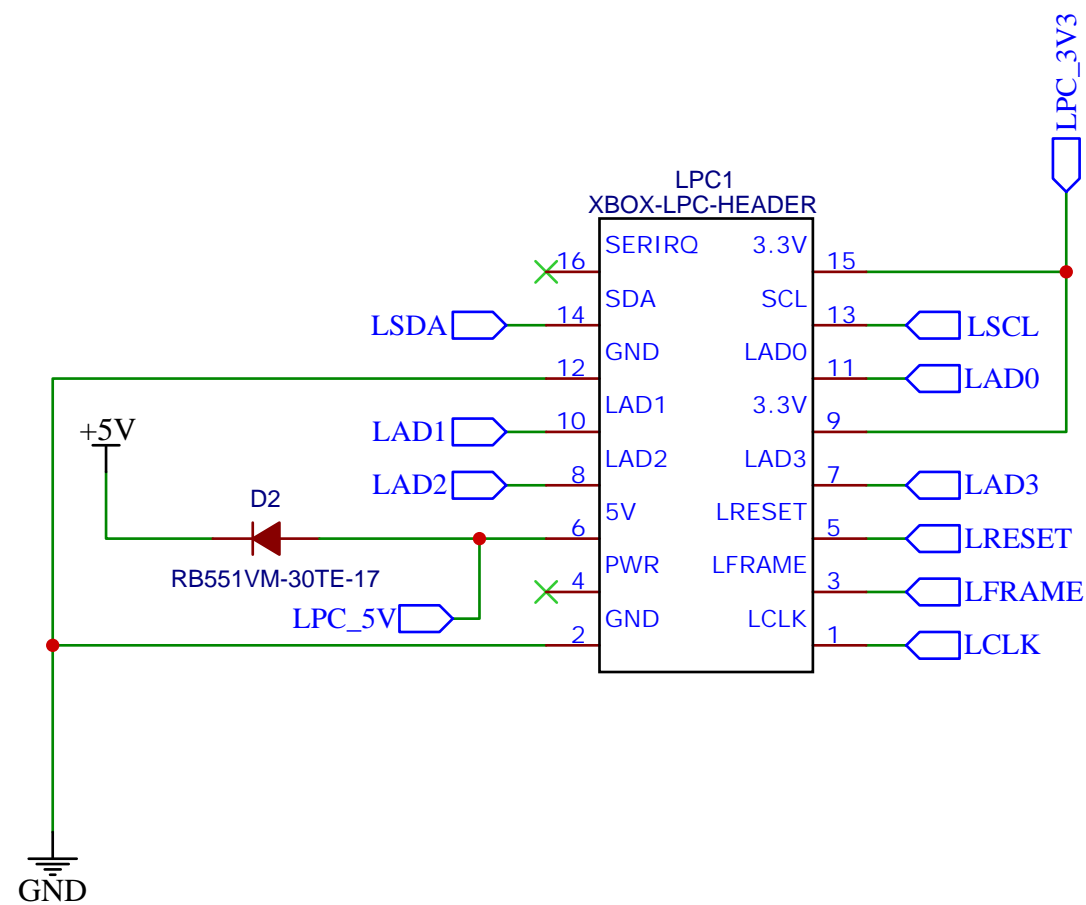 LPC_3V3
LPC1
XBOX-LPC-HEADER
SERIRQ 3.3V
16 15
SDA SCL
LSDA 14 13 LSCL
GND LAD0
12 11 LAD0
LAD1 3.3V
+5V LAD1 10 9
LAD2 LAD3
LAD2 8 7 LAD3
D2 5V LRESET
6 5 LRESET
RB551VM-30TE-17 PWR LFRAME
4 3 LFRAME
LPC_5V GND LCLK
2 1 LCLK
GND